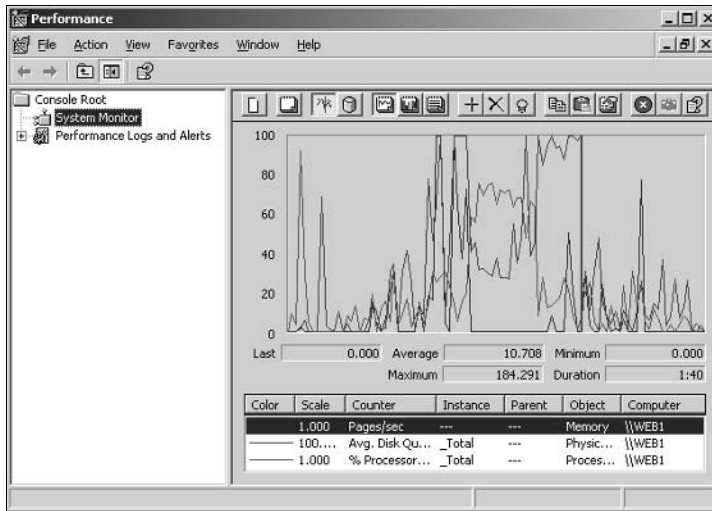 Performance
File Action View Favorites Window Help
Console Root
System Monitor
Performance Logs and Alerts
100
80
60
40
20
0
Last 0.000 Average 10.708 Minimum 0.000
Maximum 184.291 Duration 1:40
Color Scale Counter Instance Parent Object Computer
1.000 Pages/sec --- --- Memory \\WEB1
100.... Avg. Disk Qu... _Total --- Physic... \\WEB1
1.000 % Processor... _Total --- Proces... \\WEB1